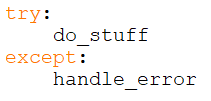 try:
    do_stuff
except:
    handle_error